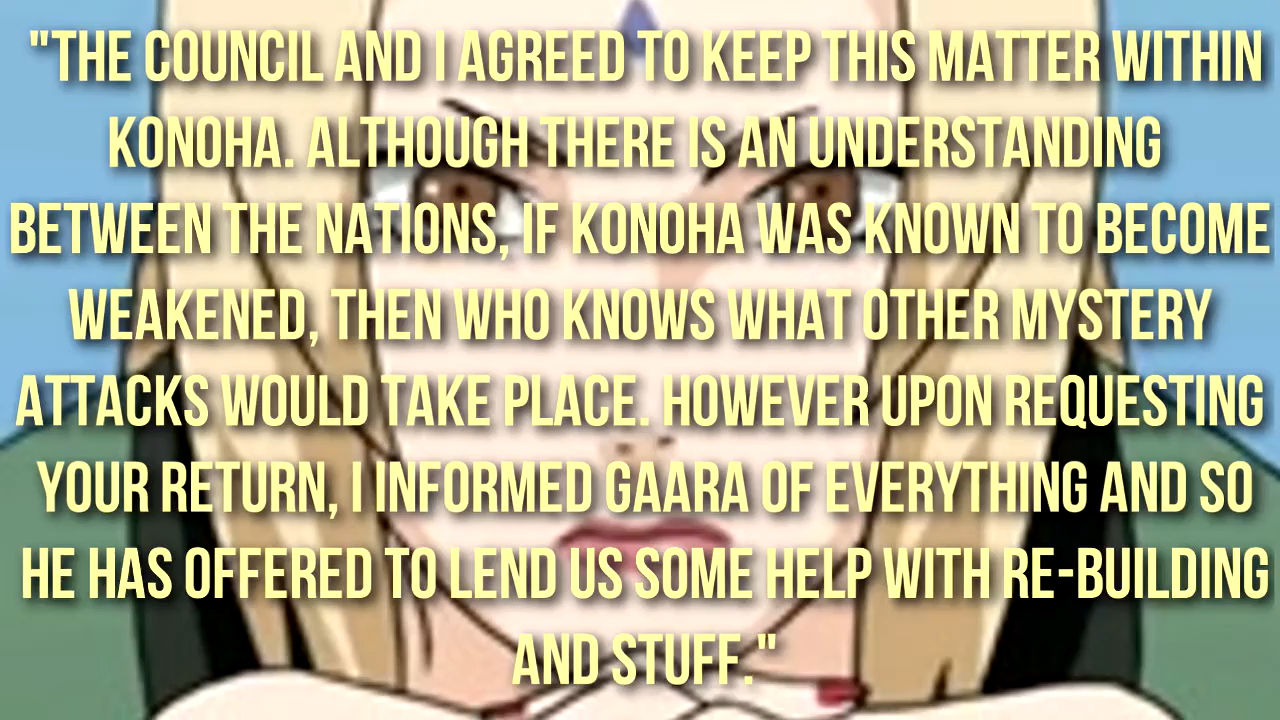 "THE COUNCIL AND I AGREED TO KEEP THIS MATTER WITHIN
KONOHA. ALTHOUGH THERE IS AN UNDERSTANDING
BETWEEN THE NATIONS, IF KONOHA WAS KNOWN TO BECOME
WEAKENED, THEN WHO KNOWS WHAT OTHER MYSTERY
ATTACKS WOULD TAKE PLACE. HOWEVER UPON REQUESTING
YOUR RETURN, I INFORMED GAARA OF EVERYTHING AND SO
HE HAS OFFERED TO LEND US SOME HELP WITH RE-BUILDING
AND STUFF."